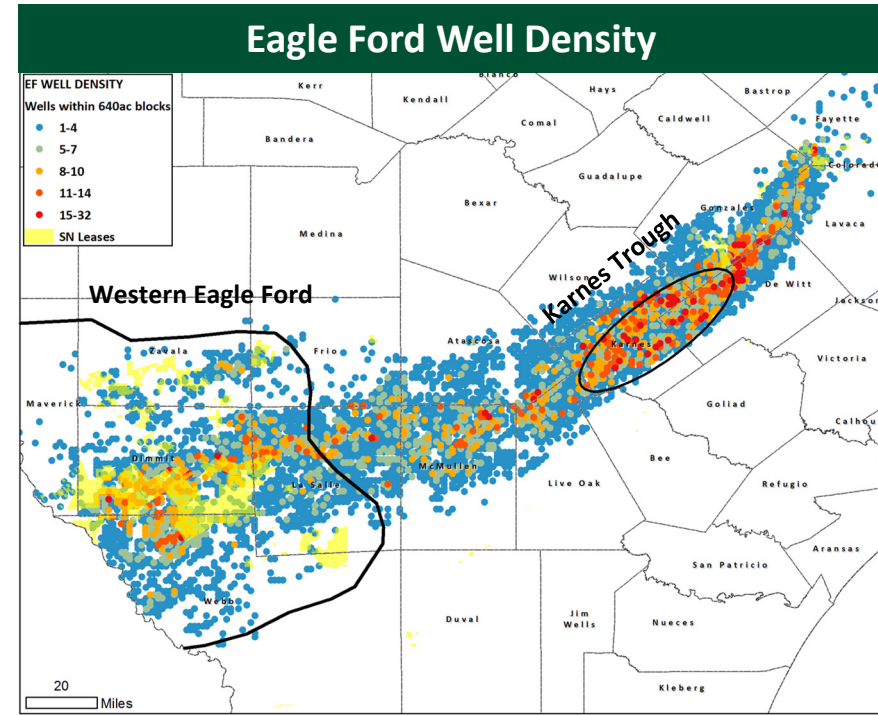 Eagle Ford Well Density
EF WELL DENSITY
Wells within 640ac blocks
1-4
5-7
8-10
11-14
15-32
SN Leases
Blanco
Kerr
Kendall
Hays
Bastrop
Comal
Caldwell
Fayette
Bandera
Colorado
Guadalupe
Bexar
Gonzales
Medina
Lavaca
Karnes Trough
Wilson
De Witt
Western Eagle Ford
Jackson
Zavala
Frio
Atascosa
Karnes
Victoria
Maverick
Goliad
Calhou
Dimmit
McMullen
Bee
La Salle
Live Oak
Refugio
Aransas
San Patricio
Webb
Duval
Jim
Wells
Nueces
Kleberg
20
Miles